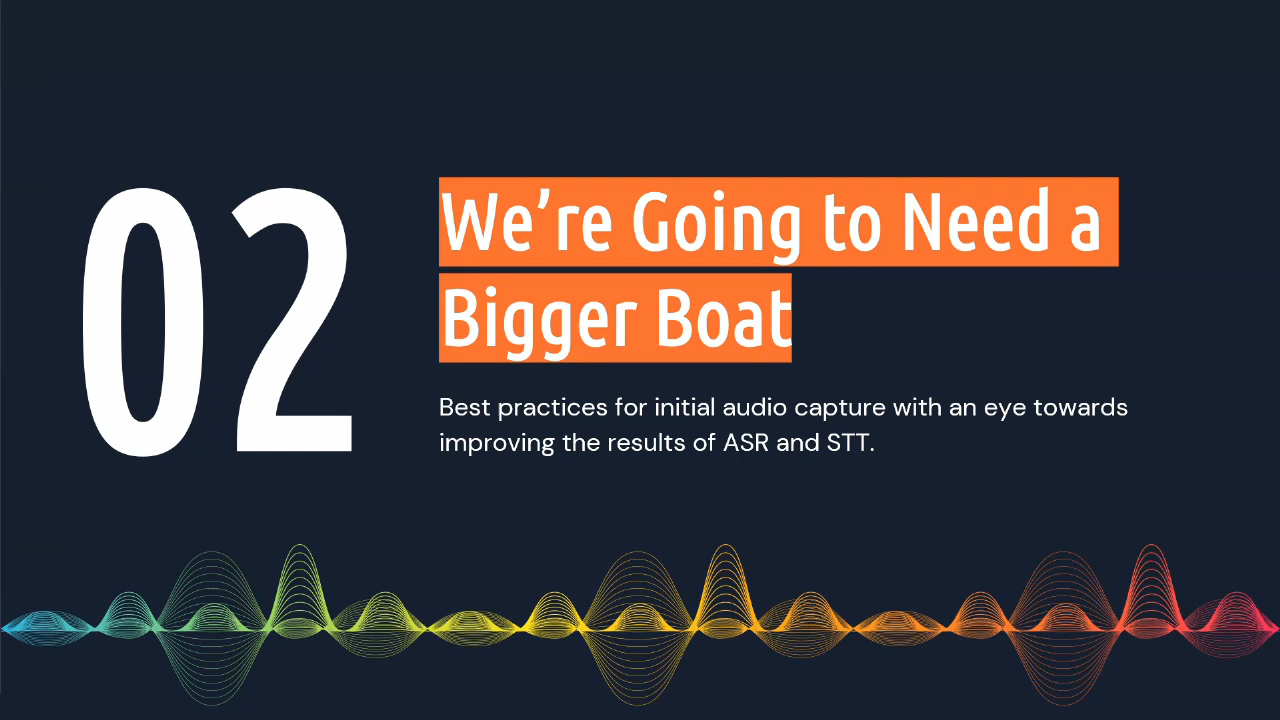 02
We’re Going to Need a
Bigger Boat
Best practices for initial audio capture with an eye towards
improving the results of ASR and STT.